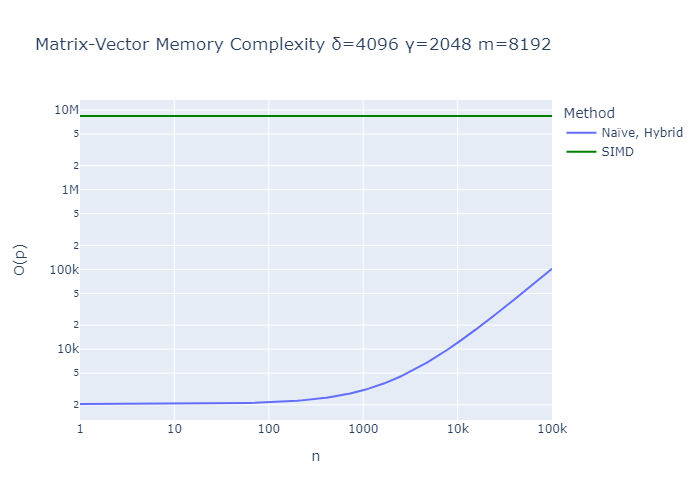 Matrix-Vector Memory Complexity δ=4096 γ=2048 m=8192
Method
Naïve, Hybrid
SIMD
O(p)
10M
5
2
1M
5
2
100k
5
2
10k
5
2
1 10 100 1000 10k 100k
n